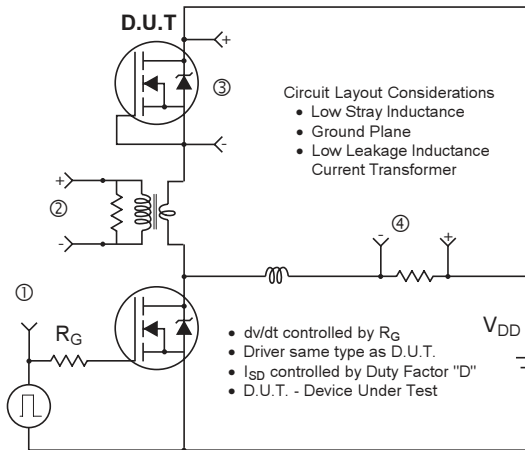 D.U.T
+
③
-
Circuit Layout Considerations
• Low Stray Inductance
• Ground Plane
• Low Leakage Inductance
Current Transformer
+
②
-
④
-
+
①
RG
• dv/dt controlled by RG
• Driver same type as D.U.T.
• ISD controlled by Duty Factor "D"
• D.U.T. - Device Under Test
VDD